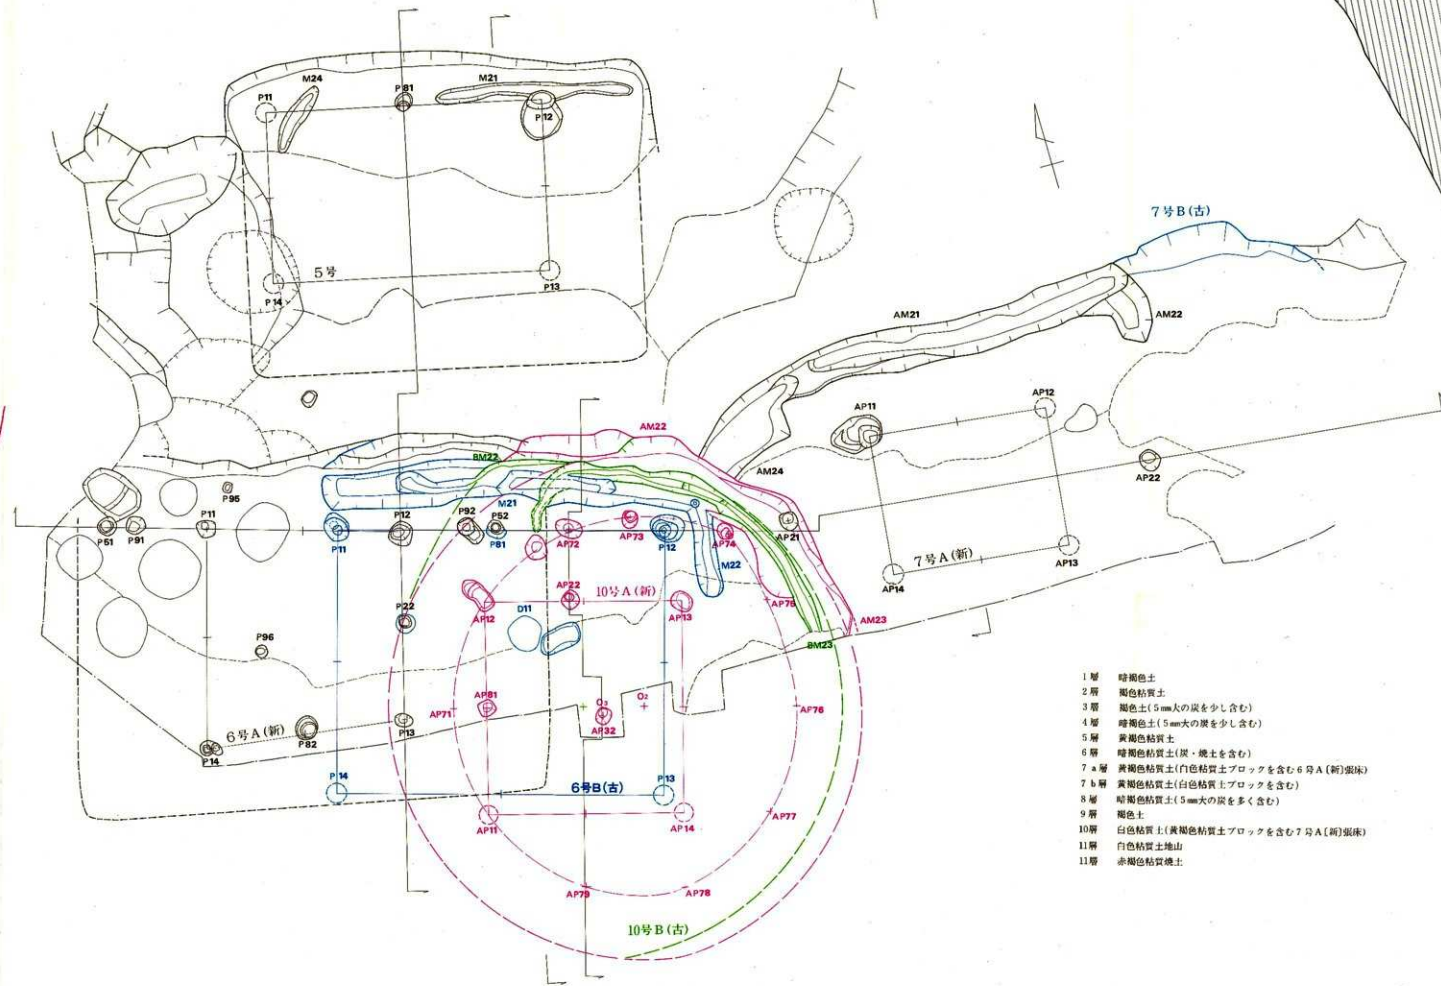 M24
P81
M21
P11
P12
5号
P14
P13
7号B(古)
AM21
AM22
AP12
AP11
AM22
AM24
BM22
AP22
P95
M21
P11
P12
P92
P52
AP73
P51
P91
P11
P81
AP72
P12
AP74
AP21
7号A(新)
AP13
M22
AP14
AP22
10号A(新)
P22
D11
AP12
AP13
AP75
AM23
P96
BM23
AP81
O3
O2
AP71
AP32
AP76
6号A(新)
P82
P13
P14
P14
6号B(古)
P13
AP11
AP14
AP77
AP79
AP78
10号B(古)
1層 暗褐色土
2層 褐色粘質土
3層 褐色土(5mm大の炭を少し含む)
4層 暗褐色土(5mm大の炭を少し含む)
5層 黄褐色粘質土
6層 暗褐色粘質土(炭・焼土を含む)
7a層 黄褐色粘質土(白色粘質土ブロックを含む6号A〔新〕張床)
7b層 黄褐色粘質土(白色粘質土ブロックを含む)
8層 暗褐色粘質土(5mm大の炭を多く含む)
9層 褐色土
10層 白色粘質土(黄褐色粘質土ブロックを含む7号A〔新〕張床)
11層 白色粘質土地山
11層 赤褐色粘質焼土